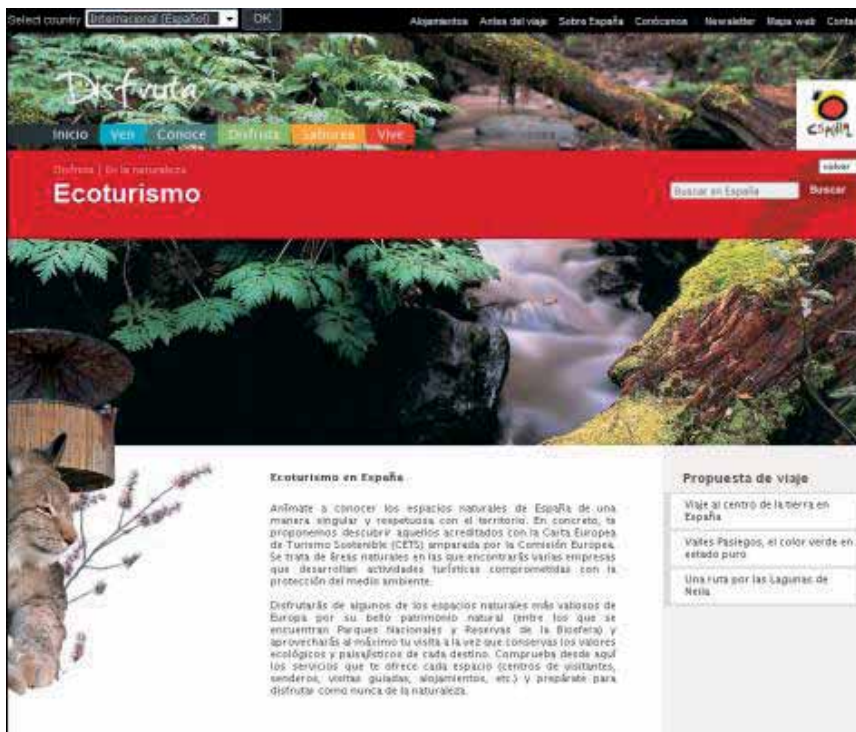 Select country Internacional (Español) OK Alojamientos Antes del viaje Sobre España Conócenos Newsletter Mapa web Contac
Disfruta
España
Inicio Ven Conoce Disfruta Saborea Vive
Disfruta | En la naturaleza
volver
Ecoturismo
Buscar en España Buscar
Ecoturismo en España
Anímate a conocer los espacios naturales de España de una
manera singular y respetuosa con el territorio. En concreto, te
proponemos descubrir aquellos acreditados con la Carta Europea
de Turismo Sostenible (CETS) amparada por la Comisión Europea.
Se trata de áreas naturales en las que encontrarás varias empresas
que desarrollan actividades turísticas comprometidas con la
protección del medio ambiente.
Disfrutarás de algunos de los espacios naturales más valiosos de
Europa por su bello patrimonio natural (entre los que se
encuentran Parques Nacionales y Reservas de la Biosfera) y
aprovecharás al máximo tu visita a la vez que conservas los valores
ecológicos y paisajísticos de cada destino. Comprueba desde aquí
los servicios que te ofrece cada espacio (centros de visitantes,
senderos, visitas guiadas, alojamientos, etc.) y prepárate para
disfrutar como nunca de la naturaleza.
Propuesta de viaje
Viaje al centro de la tierra en
España
Valles Pasiegos, el color verde en
estado puro
Una ruta por las Lagunas de
Neila